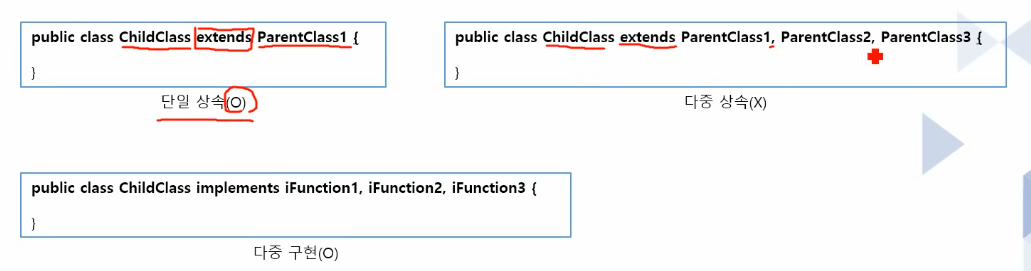 public class ChildClass extends ParentClass1 {
}
단일 상속(O)
public class ChildClass extends ParentClass1, ParentClass2, ParentClass3 {
}
다중 상속(X)
public class ChildClass implements iFunction1, iFunction2, iFunction3 {
}
다중 구현(O)